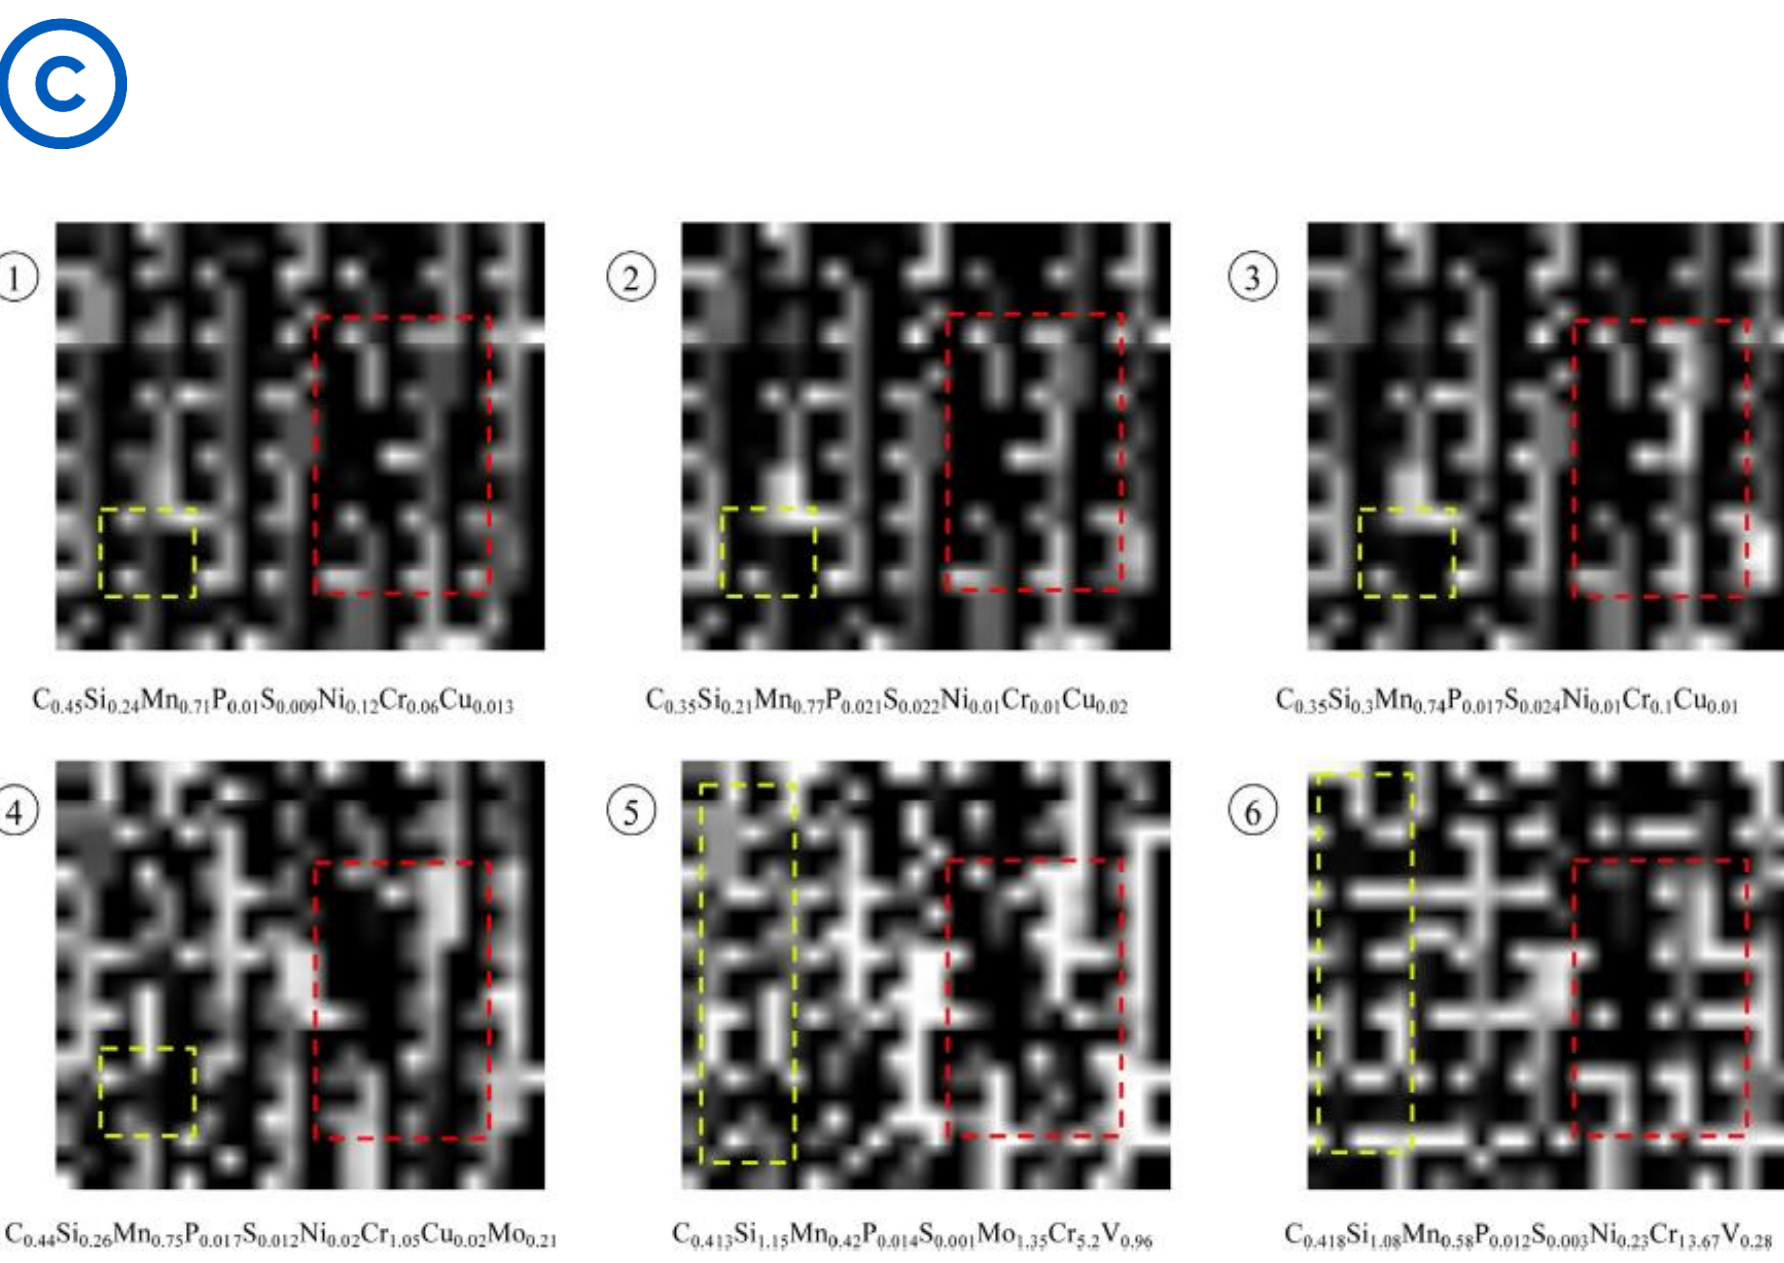 C
1 2 3
C0.45Si0.24Mn0.71P0.01S0.009Ni0.12Cr0.06Cu0.013 C0.35Si0.21Mn0.77P0.021S0.022Ni0.01Cr0.01Cu0.02 C0.35Si0.3Mn0.74P0.017S0.024Ni0.01Cr0.1Cu0.01
4 5 6
C0.44Si0.26Mn0.75P0.017S0.012Ni0.02Cr1.05Cu0.02Mo0.21 C0.413Si1.15Mn0.42P0.014S0.001Mo1.35Cr5.2V0.96 C0.418Si1.08Mn0.58P0.012S0.003Ni0.23Cr13.67V0.28